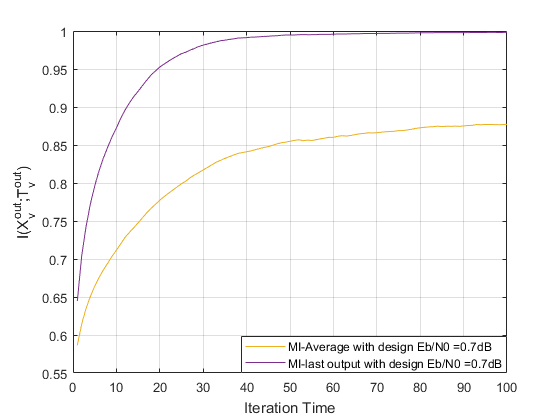 1
0.95
0.9
0.85
0.8
0.75
0.7
0.65
0.6
0.55
I(X_v^out;T_v^out)
0 10 20 30 40 50 60 70 80 90 100
Iteration Time
MI-Average with design Eb/N0 =0.7dB
MI-last output with design Eb/N0 =0.7dB